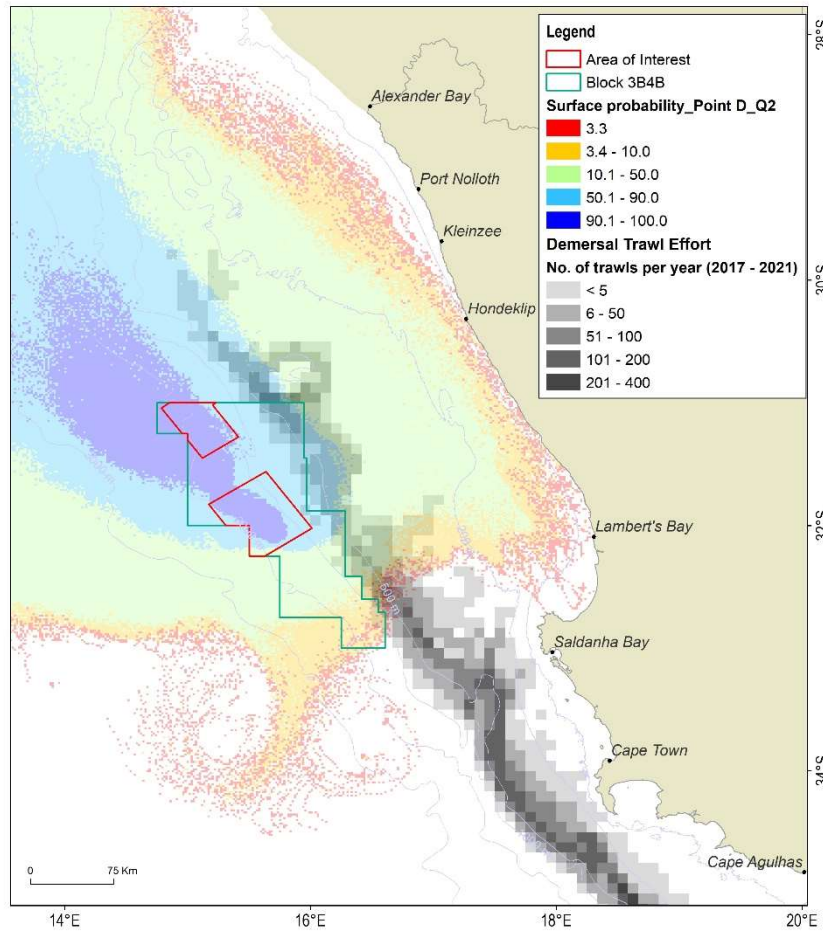 Legend
Area of Interest
Block 3B4B
Surface probability_Point D_Q2
3.3
3.4 - 10.0
10.1 - 50.0
50.1 - 90.0
90.1 - 100.0
Demersal Trawl Effort
No. of trawls per year (2017 - 2021)
< 5
6 - 50
51 - 100
101 - 200
201 - 400
28°S
Alexander Bay
Port Nolloth
Kleinzee
30°S
Hondeklip
32°S
Lambert's Bay
500 m
Saldanha Bay
Cape Town
34°S
Cape Agulhas
0 75 Km
14°E 16°E 18°E 20°E